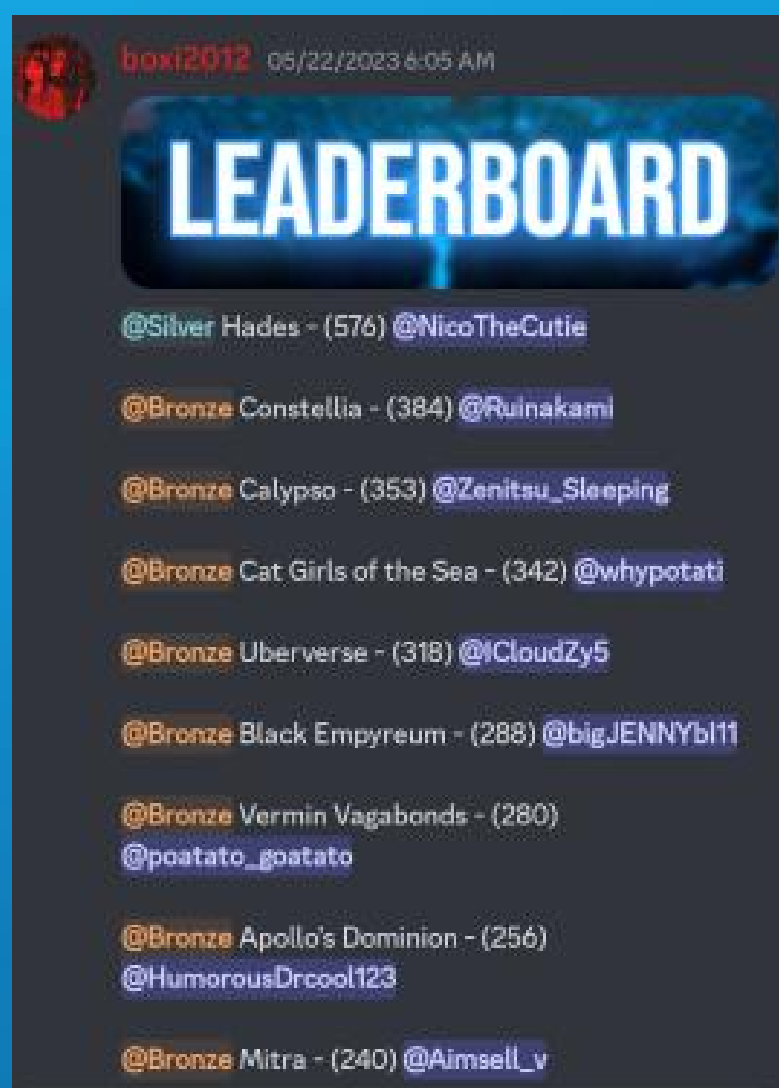 boxi2012 05/22/2023 6:05 AM
LEADERBOARD
@Silver Hades - (576) @NicoTheCutie
@Bronze Constellia - (384) @Ruinakami
@Bronze Calypso - (353) @Zenitsu_Sleeping
@Bronze Cat Girls of the Sea - (342) @whypotati
@Bronze Uberverse - (318) @ICloudZy5
@Bronze Black Empyreum - (288) @bigJENNYbl11
@Bronze Vermin Vagabonds - (280)
@poatato_goatato
@Bronze Apollo's Dominion - (256)
@HumorousDrcool123
@Bronze Mitra - (240) @Aimsell_v